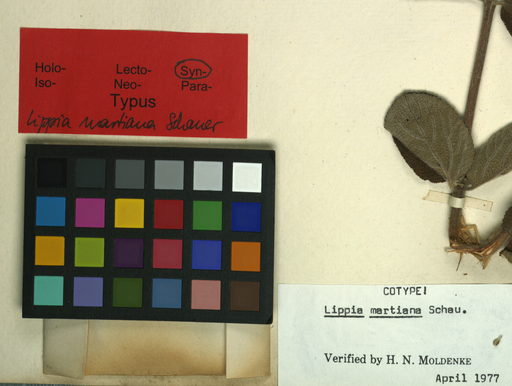 Holo- Lecto- Syn-
Iso- Neo- Para-
Typus
Lippia martiana Schauer
COTYPE!
Lippia martiana Schau.
Verified by H. N. MOLDENKE
April 1977